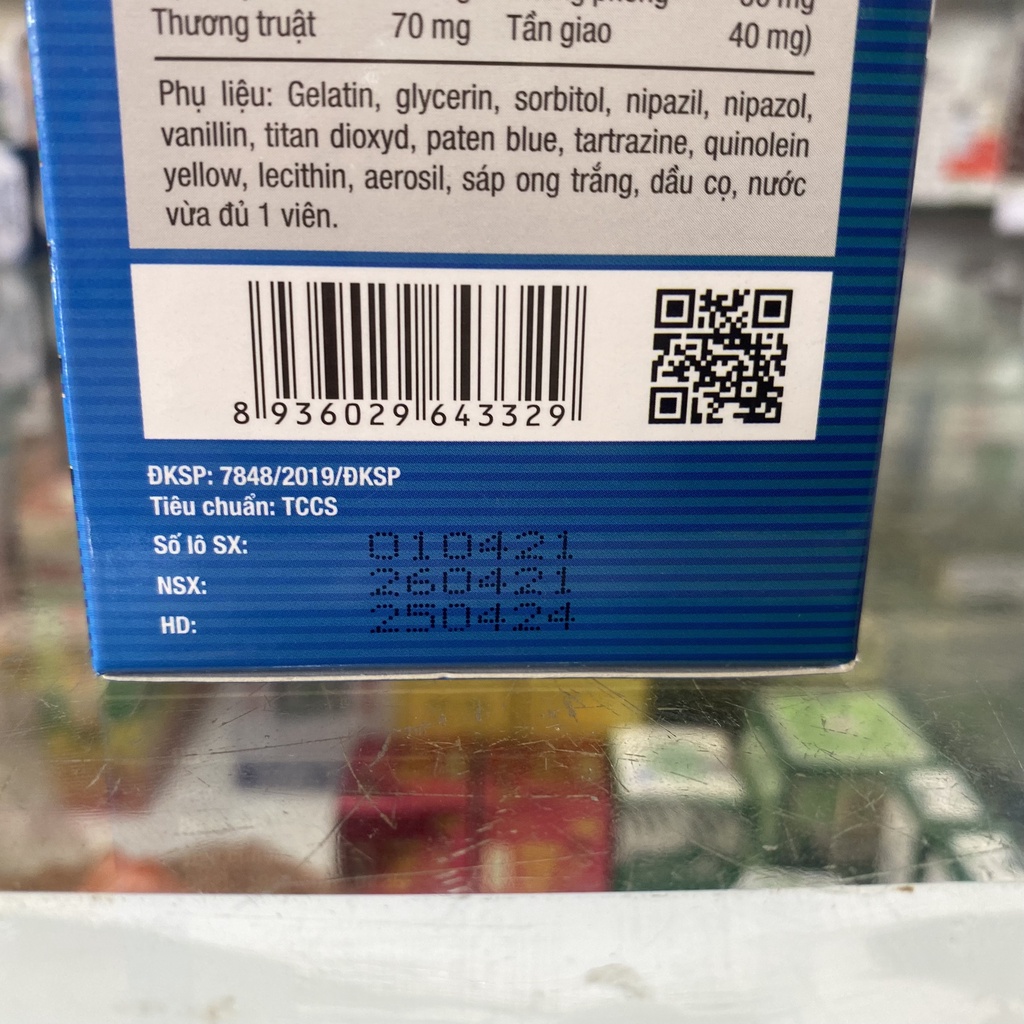 mg
Thương truật 70 mg Tần giao 40 mg)
Phụ liệu: Gelatin, glycerin, sorbitol, nipazil, nipazol,
vanillin, titan dioxyd, paten blue, tartrazine, quinolein
yellow, lecithin, aerosil, sáp ong trắng, dầu cọ, nước
vừa đủ 1 viên.
8 936029 643329
ĐKSP: 7848/2019/ĐKSP
Tiêu chuẩn: TCCS
Số lô SX: 010421
NSX: 260421
HD: 250424